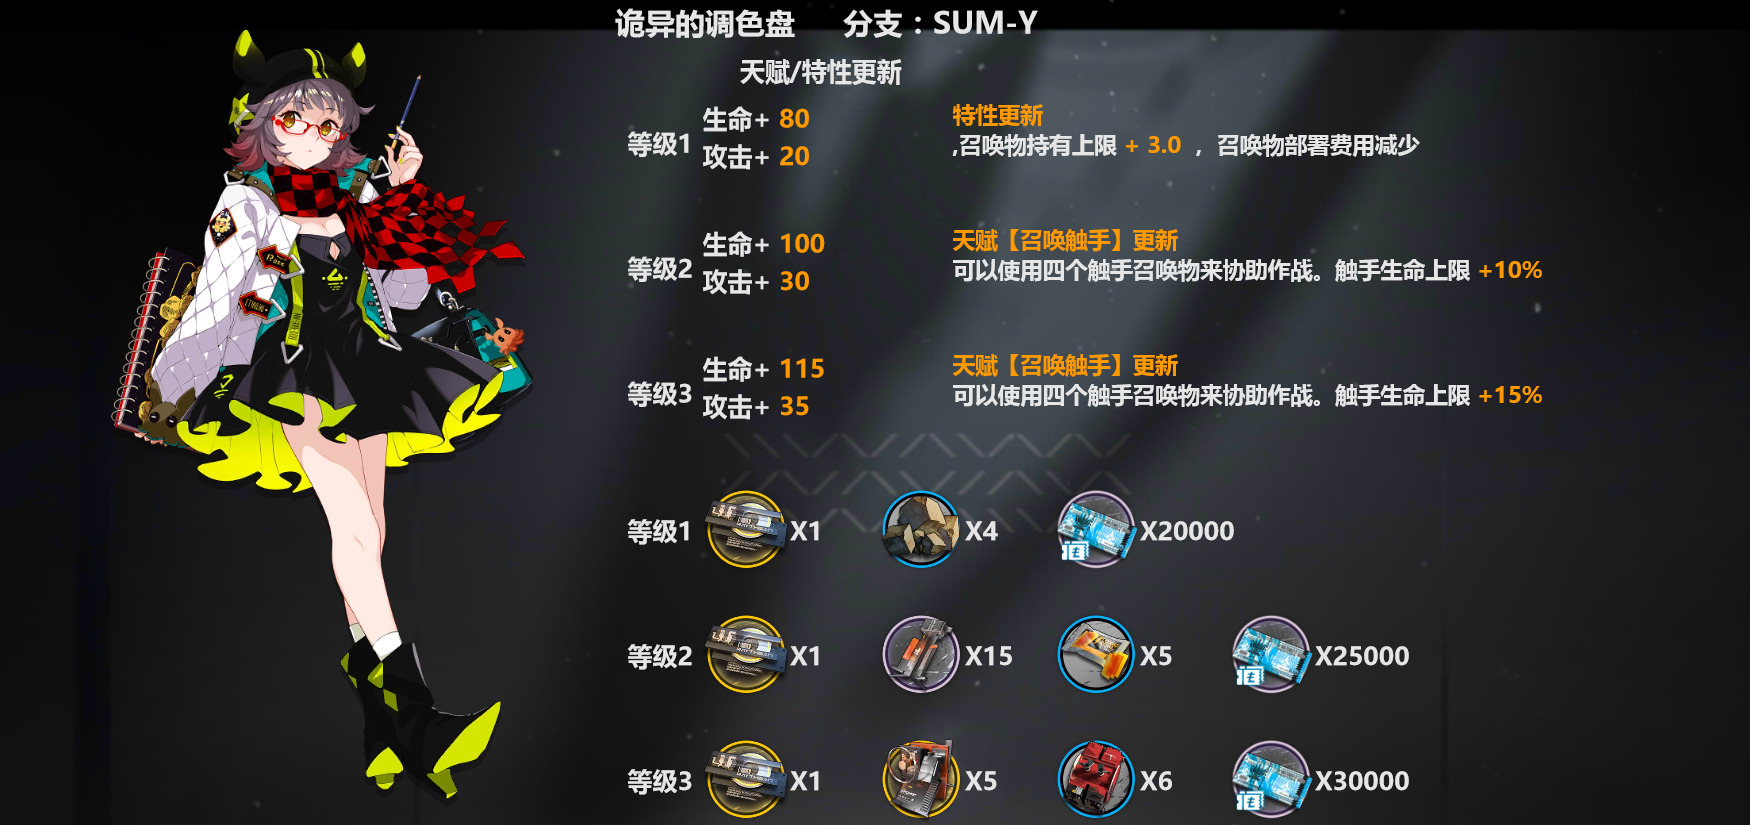 诡异的调色盘 分支：SUM-Y
天赋/特性更新
等级1
生命+ 80
攻击+ 20
特性更新
,召唤物持有上限 + 3.0 ，召唤物部署费用减少
等级2
生命+ 100
攻击+ 30
天赋【召唤触手】更新
可以使用四个触手召唤物来协助作战。触手生命上限 +10%
等级3
生命+ 115
攻击+ 35
天赋【召唤触手】更新
可以使用四个触手召唤物来协助作战。触手生命上限 +15%
等级1 X1 X4 X20000
等级2 X1 X15 X5 X25000
等级3 X1 X5 X6 X30000